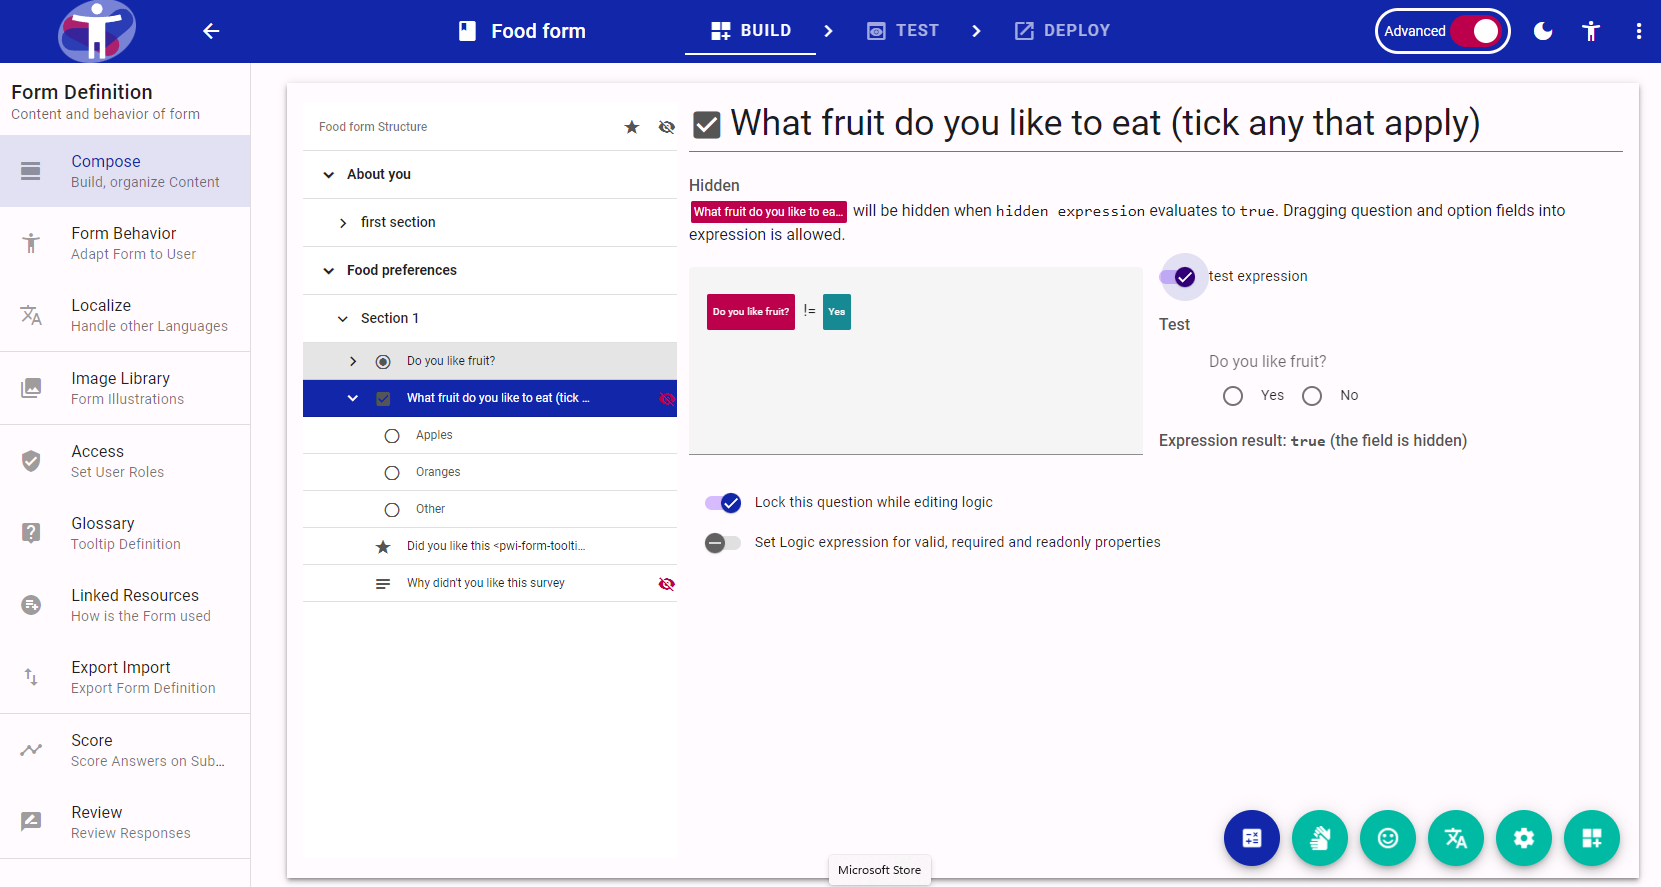 Food form
BUILD
TEST
DEPLOY
Advanced
Form Definition
Content and behavior of form
Compose
Build, organize Content
Form Behavior
Adapt Form to User
Localize
Handle other Languages
Image Library
Form Illustrations
Access
Set User Roles
Glossary
Tooltip Definition
Linked Resources
How is the Form used
Export Import
Export Form Definition
Score
Score Answers on Sub…
Review
Review Responses
Food form Structure
About you
first section
Food preferences
Section 1
Do you like fruit?
What fruit do you like to eat (tick …
Apples
Oranges
Other
Did you like this <pwi-form-toolti…
Why didn't you like this survey
What fruit do you like to eat (tick any that apply)
Hidden
What fruit do you like to ea… will be hidden when hidden expression evaluates to true. Dragging question and option fields into
expression is allowed.
Do you like fruit? != Yes
test expression
Test
Do you like fruit?
Yes No
Expression result: true (the field is hidden)
Lock this question while editing logic
Set Logic expression for valid, required and readonly properties
Microsoft Store